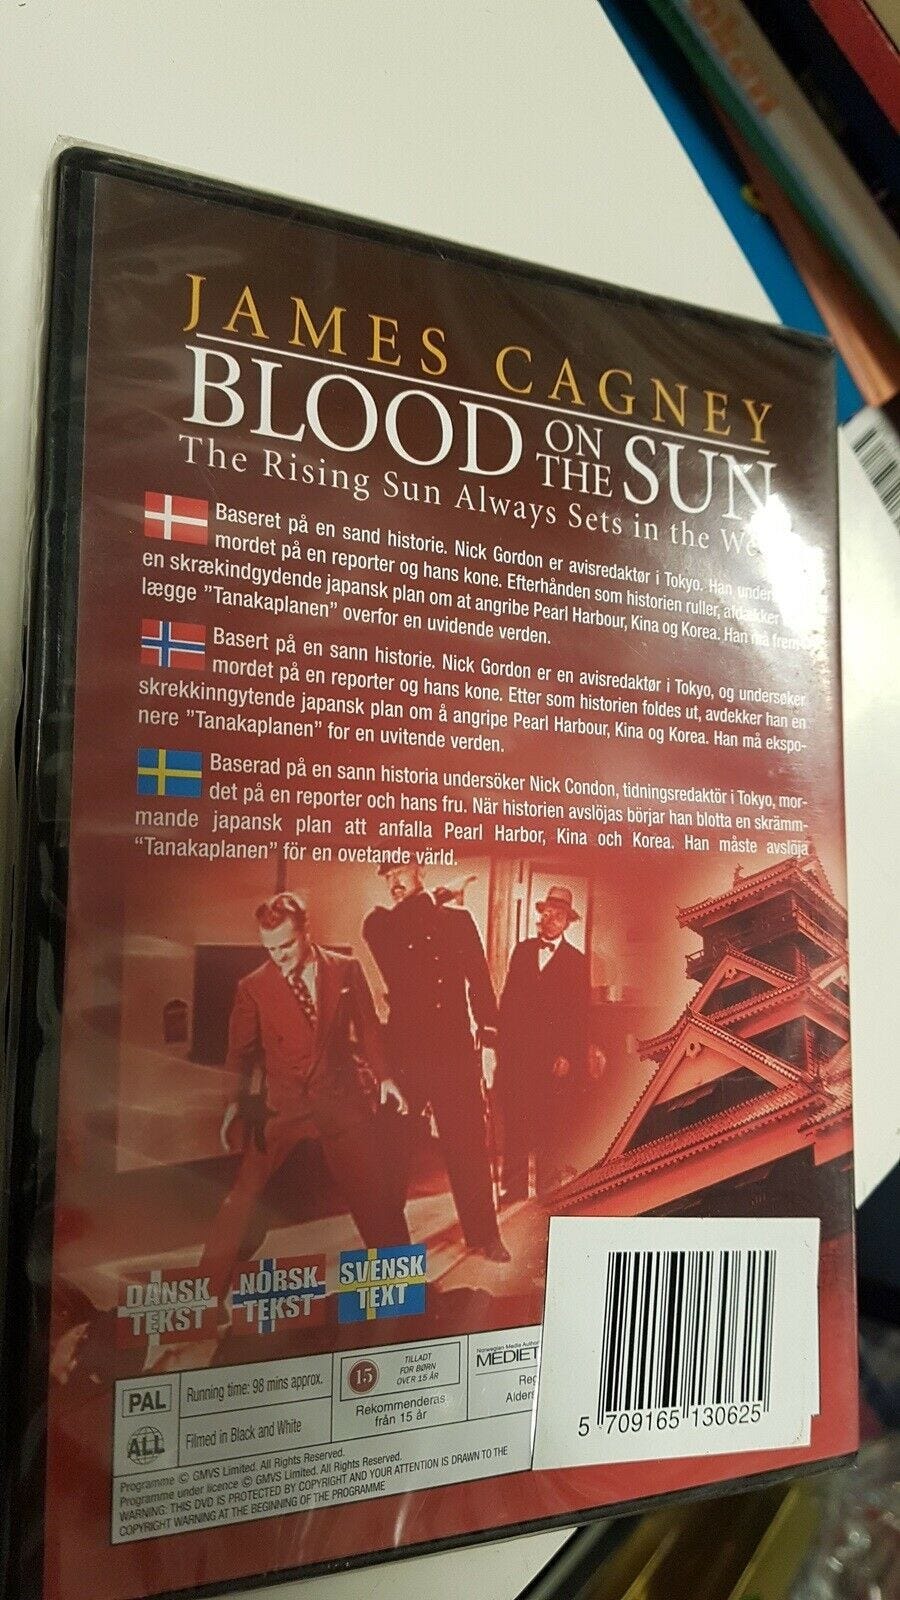 JAMES CAGNEY
BLOOD ON THE SUN
The Rising Sun Always Sets in the
Baseret på en sand historie. Nick Gordon er avisredaktør i Tokyo. Han
mordet på en reporter og hans kone. Efterhånden som historien ruller, afdækker
en skrækindgydende japansk plan om at angribe Pearl Harbour, Kina og Korea. Han må frem-
lægge ”Tanakaplanen” overfor en uvidende verden.
Basert på en sann historie. Nick Gordon er en avisredaktør i Tokyo, og undersøker
mordet på en reporter og hans kone. Etter som historien foldes ut, avdekker han en
skrekkinngytende japansk plan om å angripe Pearl Harbour, Kina og Korea. Han må ekspo-
nere ”Tanakaplanen” for en uvitende verden.
Baserad på en sann historia undersöker Nick Condon, tidningsredaktör i Tokyo, mor-
det på en reporter och hans fru. När historien avslöjas börjar han blotta en skrämm-
mande japansk plan att anfalla Pearl Harbor, Kina och Korea. Han måste avslöja
“Tanakaplanen” för en ovetande värld.
DANSK
TEKST
NORSK
TEKST
SVENSK
TEXT
PAL
Running time: 98 mins approx.
ALL
Filmed in Black and White
15
TILLADT
FOR BØRN
OVER 15 ÅR
Rekommenderas
från 15 år
Norwegian Media
5 709165 130625
Programme © GMVS Limited. All Rights Reserved.
Programme under licence © GMVS Limited. All Rights Reserved.
WARNING: THIS DVD IS PROTECTED BY COPYRIGHT AND YOUR ATTENTION IS DRAWN TO THE
COPYRIGHT WARNING AT THE BEGINNING OF THE PROGRAMME